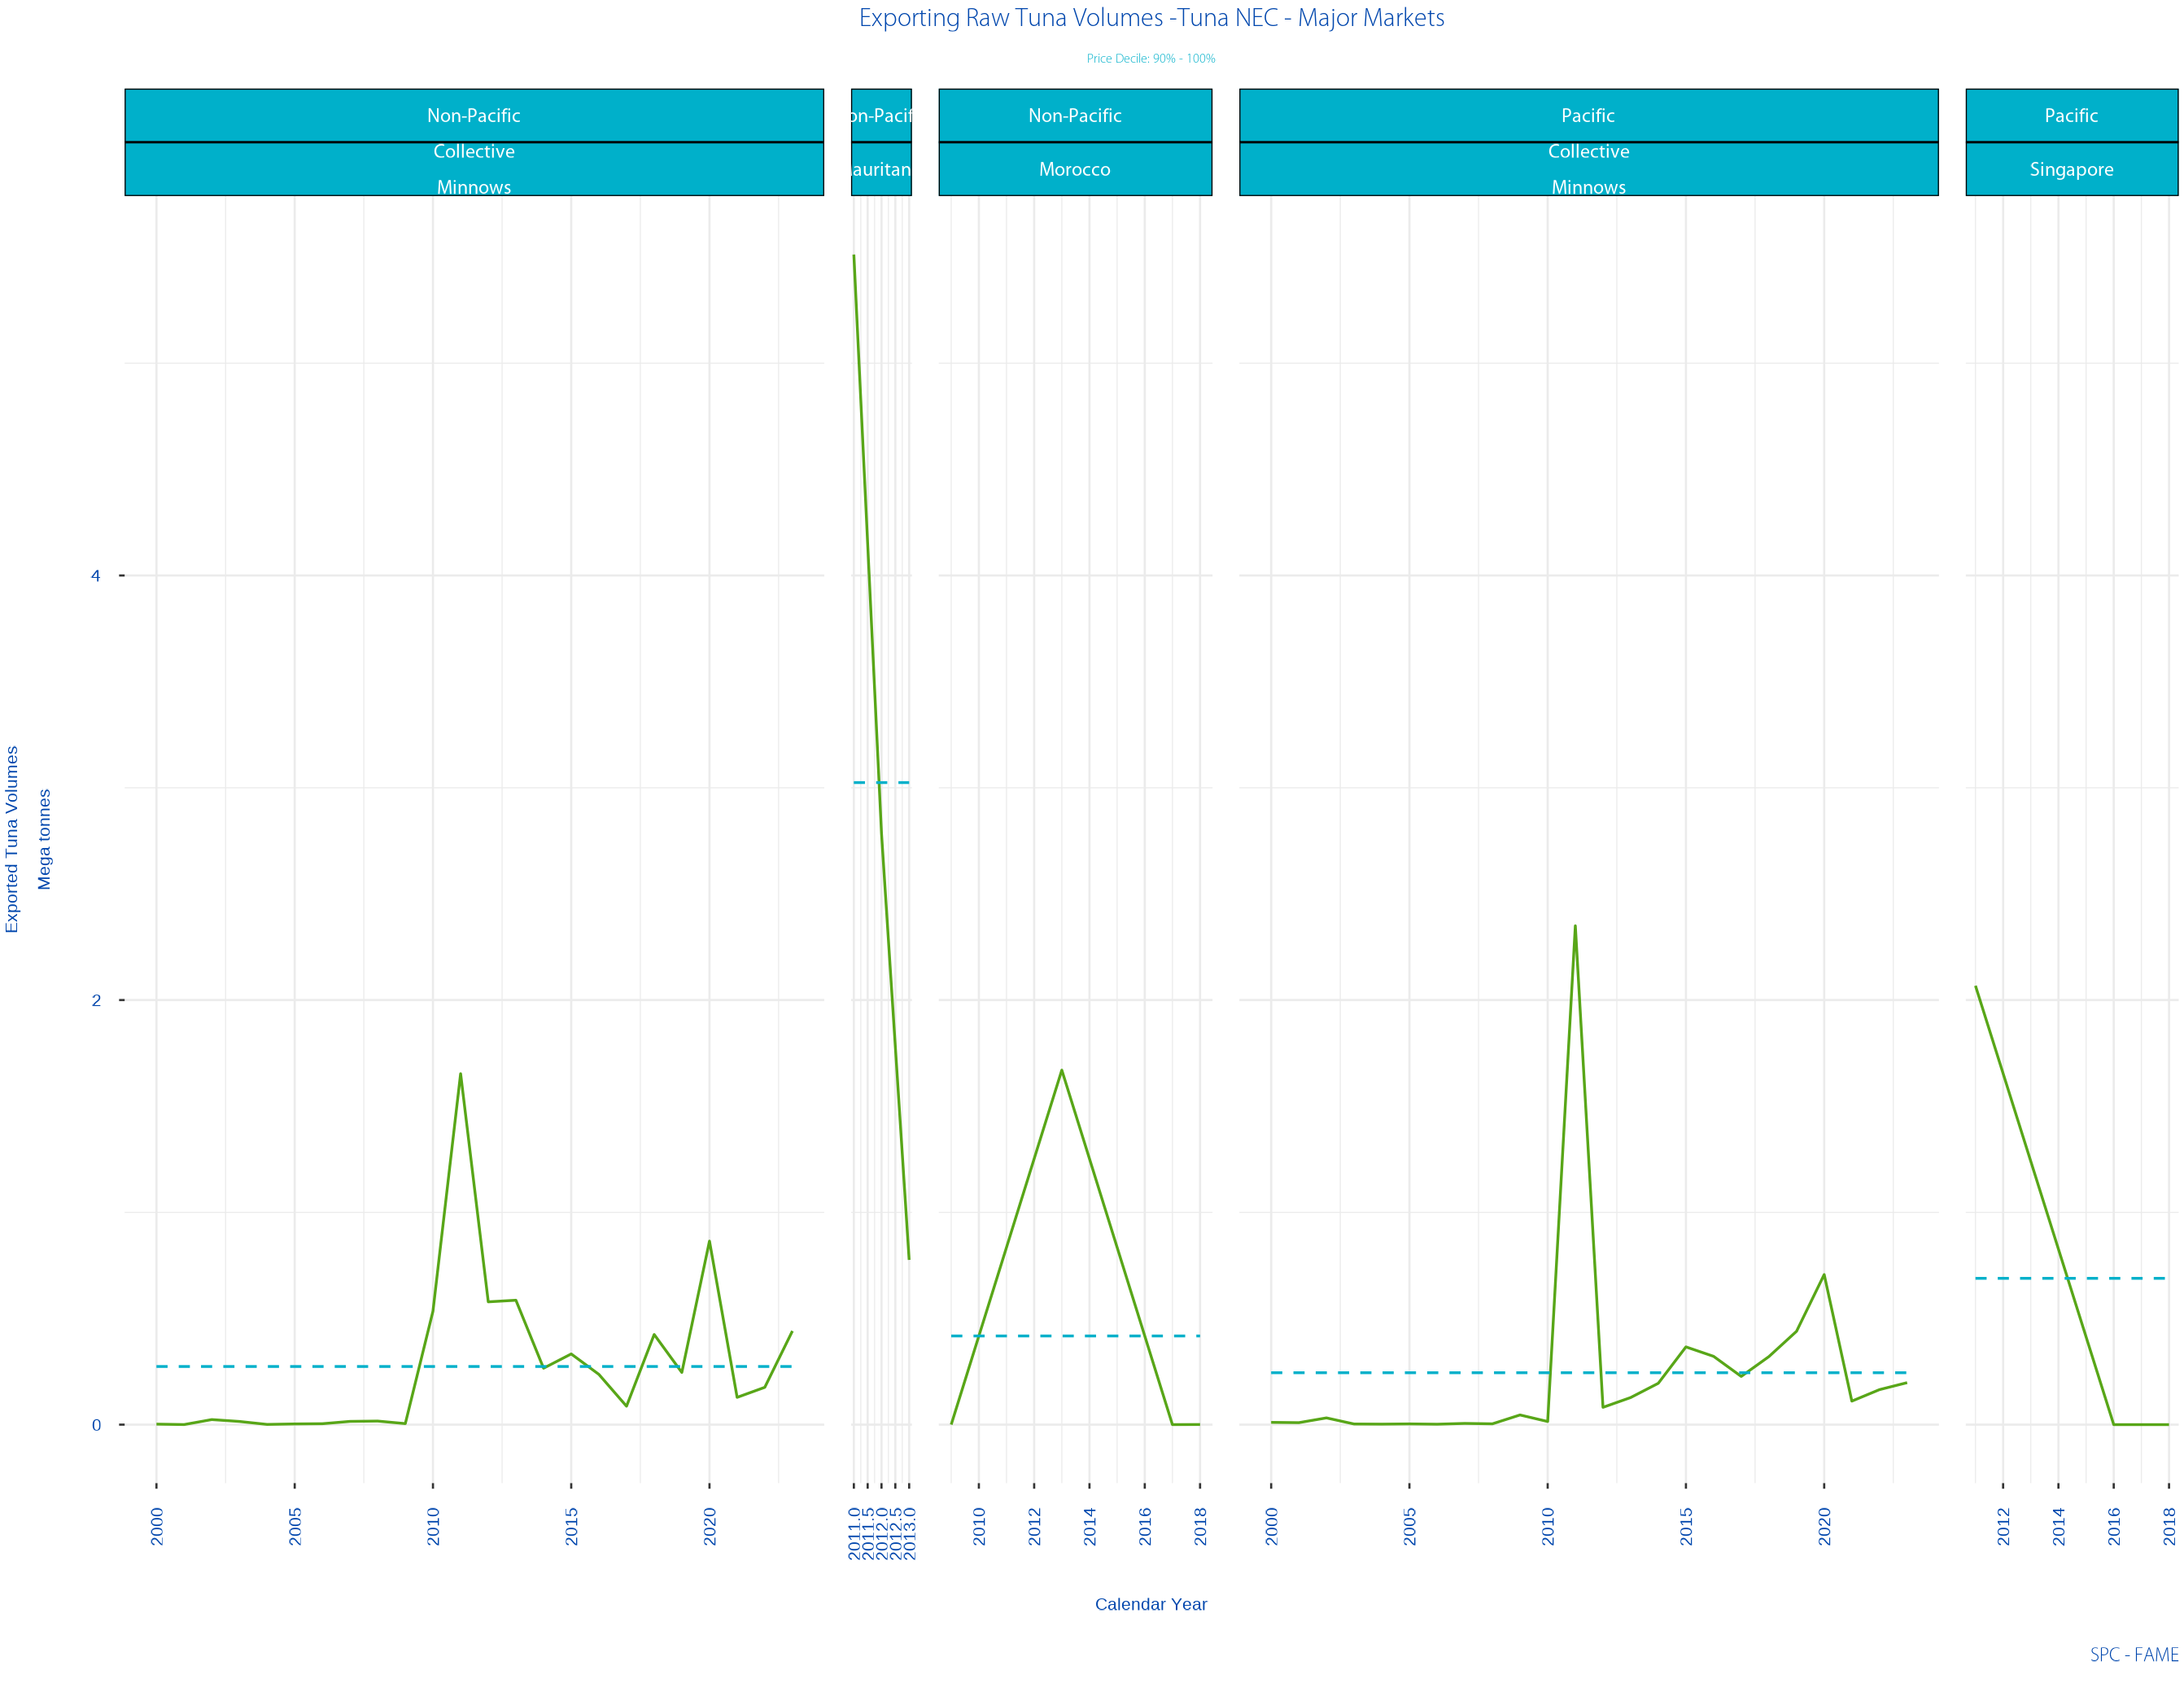 Exporting Raw Tuna Volumes -Tuna NEC - Major Markets
Price Decile: 90% - 100%
Non-Pacific
on-Pacif
Non-Pacific
Pacific
Pacific
Collective
Minnows
auritan
Morocco
Collective
Minnows
Singapore
Exported Tuna Volumes
Mega tonnes
4
2
0
2000 2005 2010 2015 2020
2011.0 2011.5 2012.0 2012.5 2013.0
2010 2012 2014 2016 2018
2000 2005 2010 2015 2020
2012 2014 2016 2018
Calendar Year
SPC - FAME